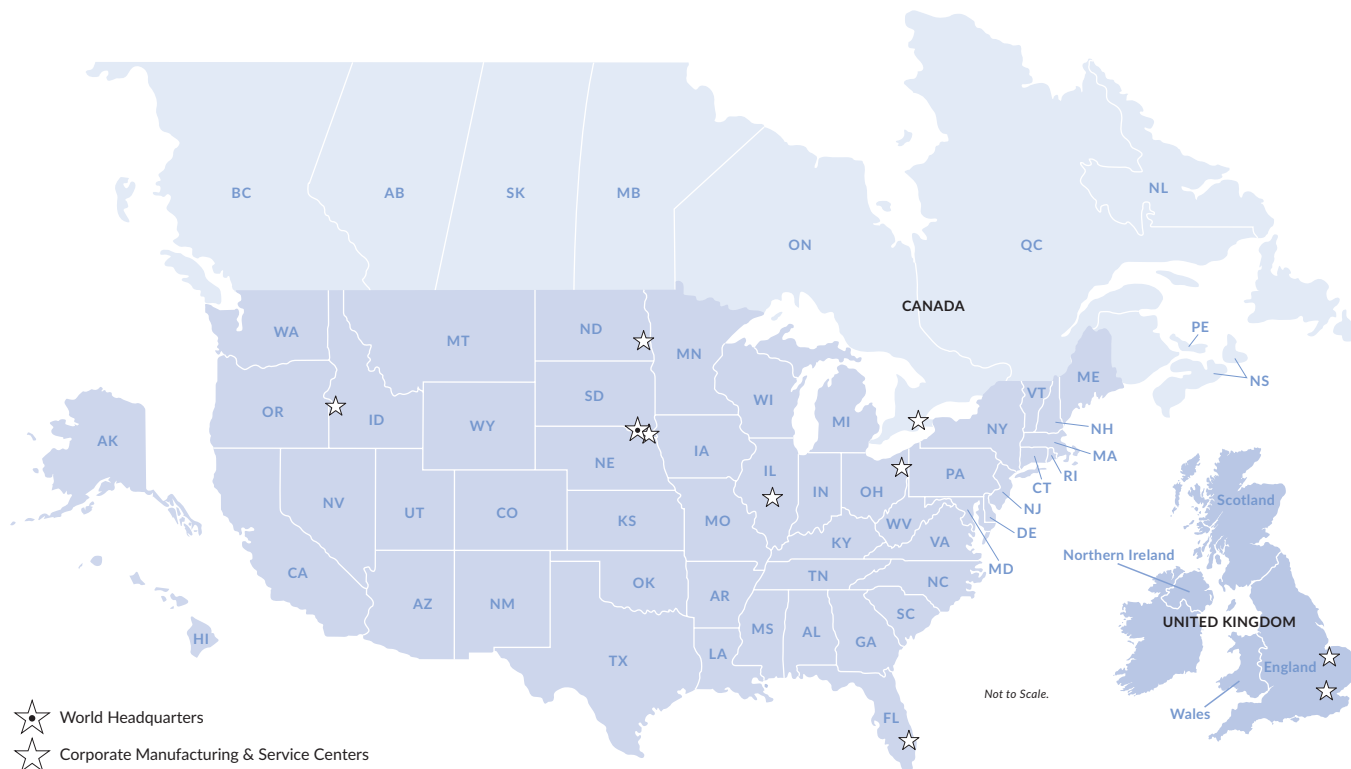 BC
AB
SK
MB
NL
ON
QC
CANADA
PE
NS
WA
MT
ND
MN
ME
VT
OR
ID
WY
SD
WI
MI
NY
NH
MA
RI
CT
AK
NE
IA
IL
IN
OH
PA
NJ
DE
MD
NV
UT
CO
KS
MO
WV
KY
VA
CA
AZ
NM
OK
AR
TN
NC
SC
MS
AL
GA
HI
TX
LA
FL
Scotland
Northern Ireland
UNITED KINGDOM
England
Wales
Not to Scale.
World Headquarters
Corporate Manufacturing & Service Centers